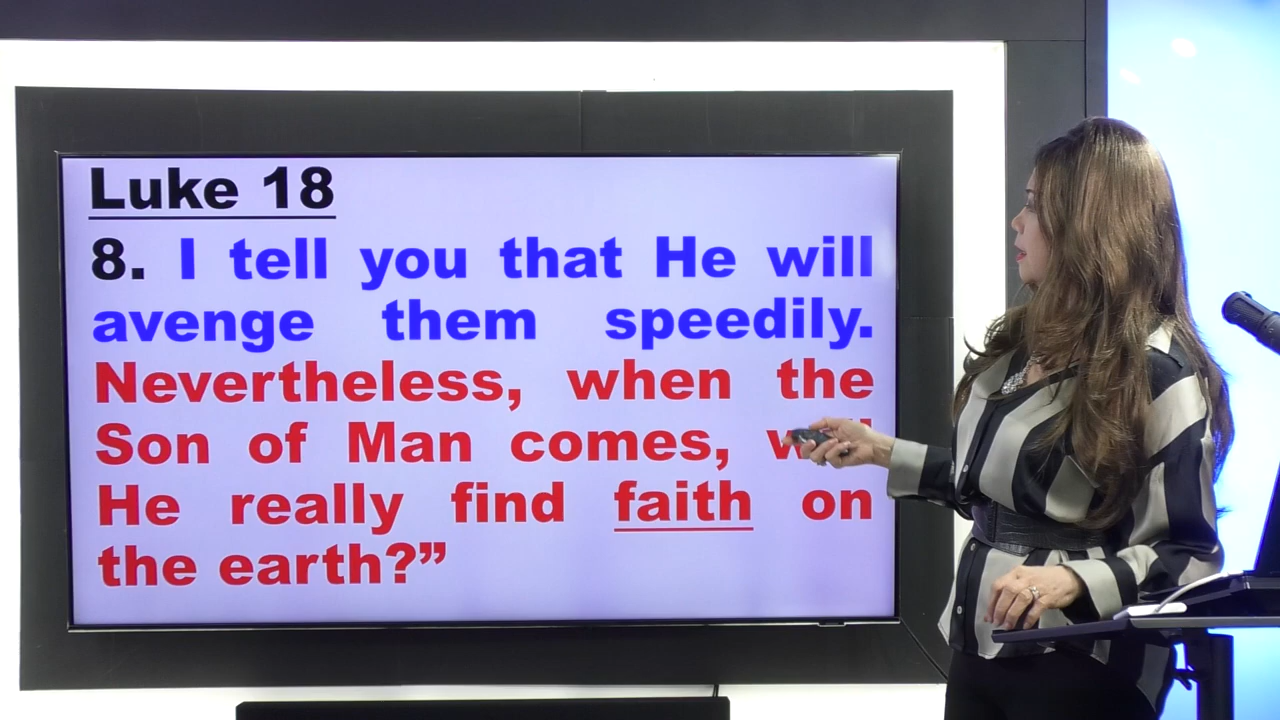 Luke 18
8. I tell you that He will
avenge them speedily.
Nevertheless, when the
Son of Man comes,
He really find faith on
the earth?”